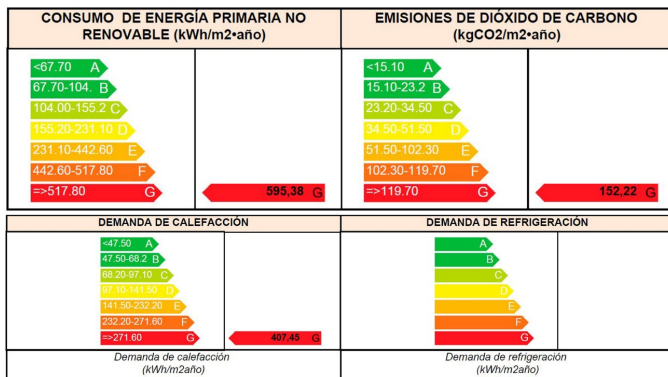 CONSUMO DE ENERGÍA PRIMARIA NO
RENOVABLE (kWh/m2•año)
<67.70 A
67.70-104. B
104.00-155.2 C
155.20-231.10 D
231.10-442.60 E
442.60-517.80 F
=>517.80 G
595,38 G
EMISIONES DE DIÓXIDO DE CARBONO
(kgCO2/m2•año)
<15.10 A
15.10-23.2 B
23.20-34.50 C
34.50-51.50 D
51.50-102.30 E
102.30-119.70 F
=>119.70 G
152,22 G
DEMANDA DE CALEFACCIÓN
<47.50 A
47.50-68.2 B
68.20-97.10 C
97.10-141.50 D
141.50-232.20 E
232.20-271.60 F
=>271.60 G
407,45 G
Demanda de calefacción
(kWh/m2año)
DEMANDA DE REFRIGERACIÓN
A
B
C
D
E
F
G
Demanda de refrigeración
(kWh/m2año)